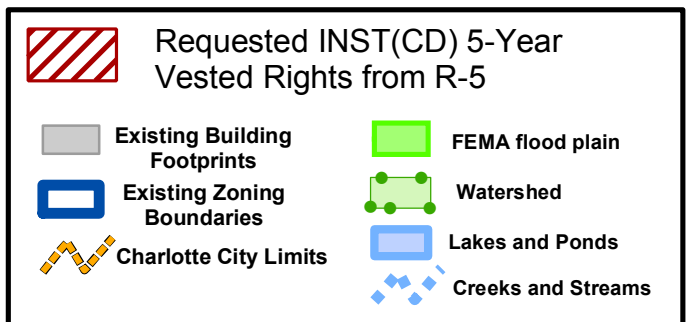 Requested INST(CD) 5-Year
Vested Rights from R-5
Existing Building
Footprints
Existing Zoning
Boundaries
Charlotte City Limits
FEMA flood plain
Watershed
Lakes and Ponds
Creeks and Streams